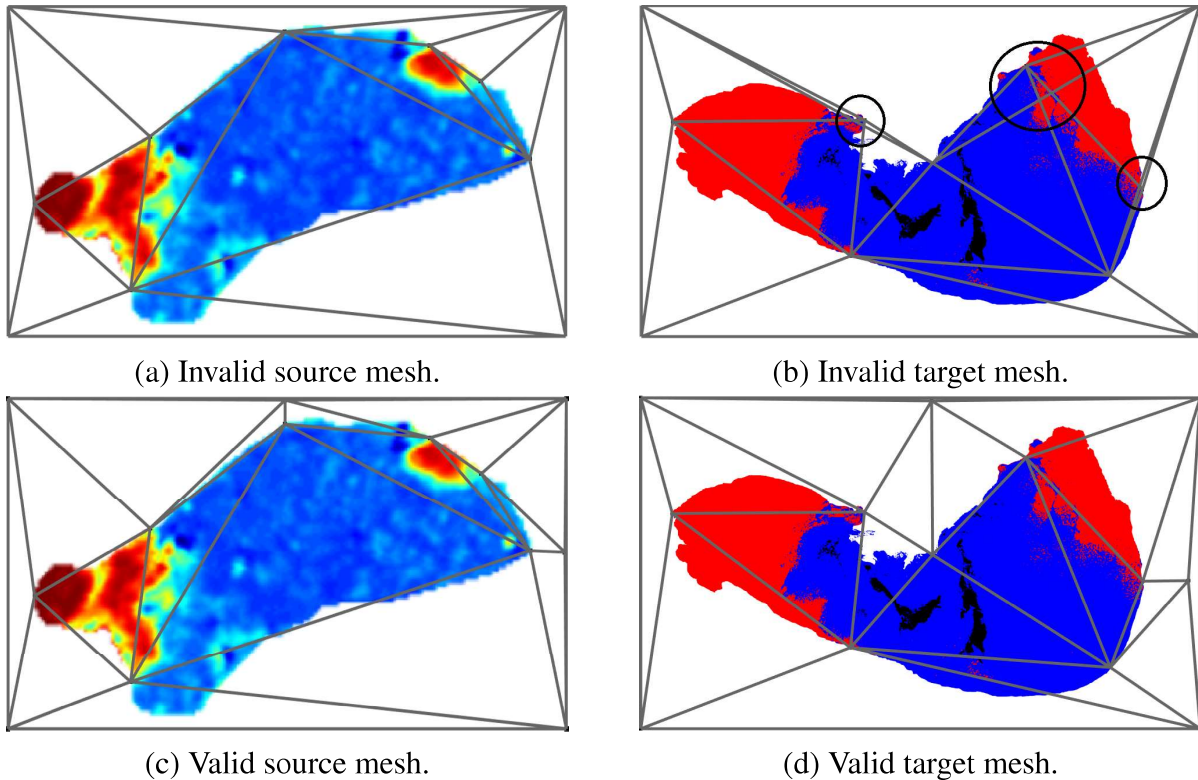 (a) Invalid source mesh.
(b) Invalid target mesh.
(c) Valid source mesh.
(d) Valid target mesh.